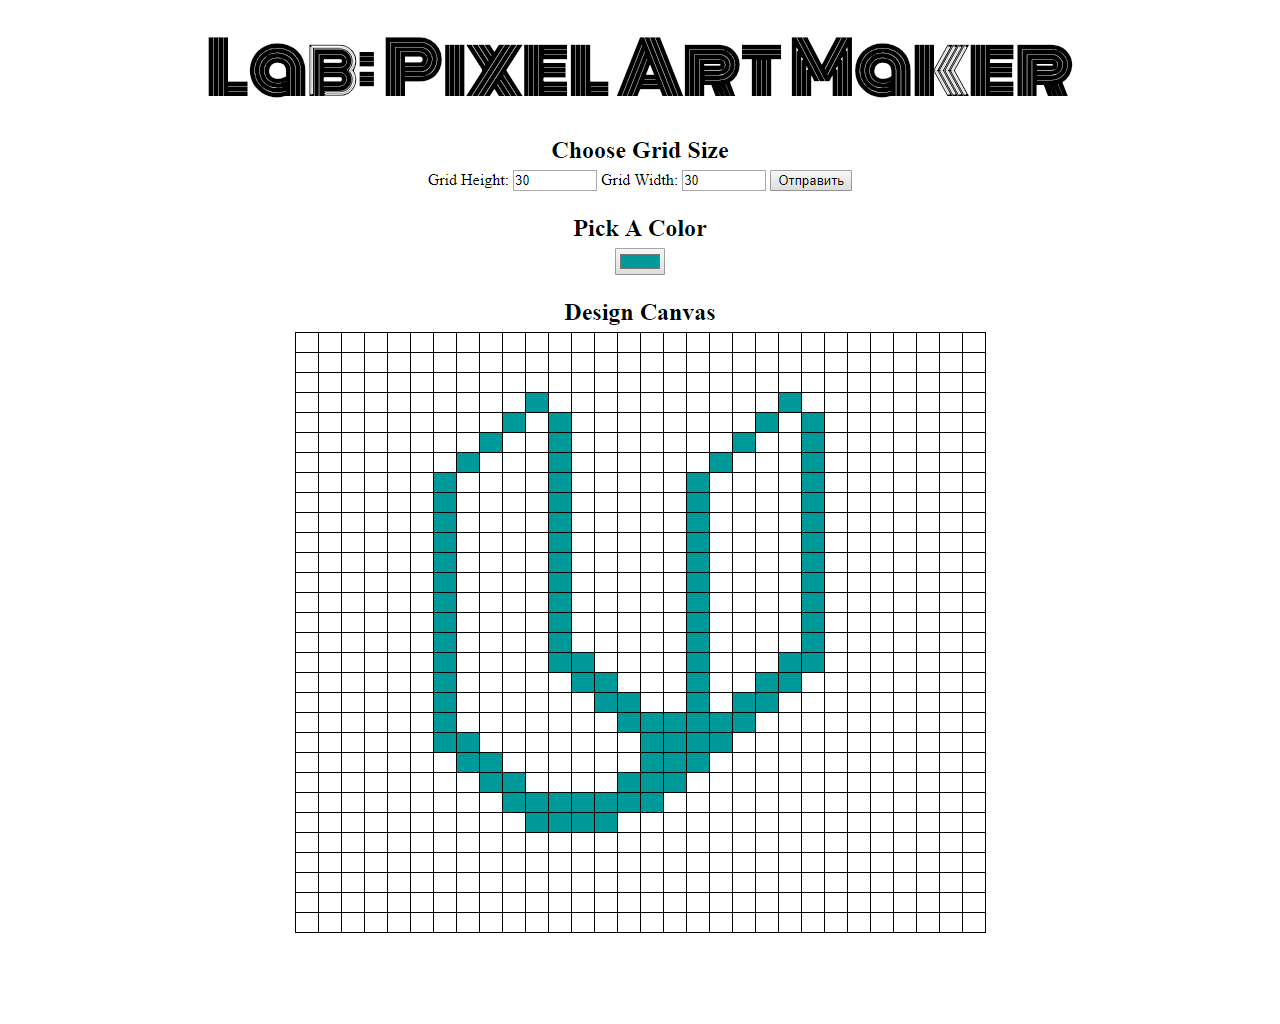 Lab: Pixel Art Maker
Choose Grid Size
Grid Height: 30 Grid Width: 30 Отправить
Pick A Color
Design Canvas